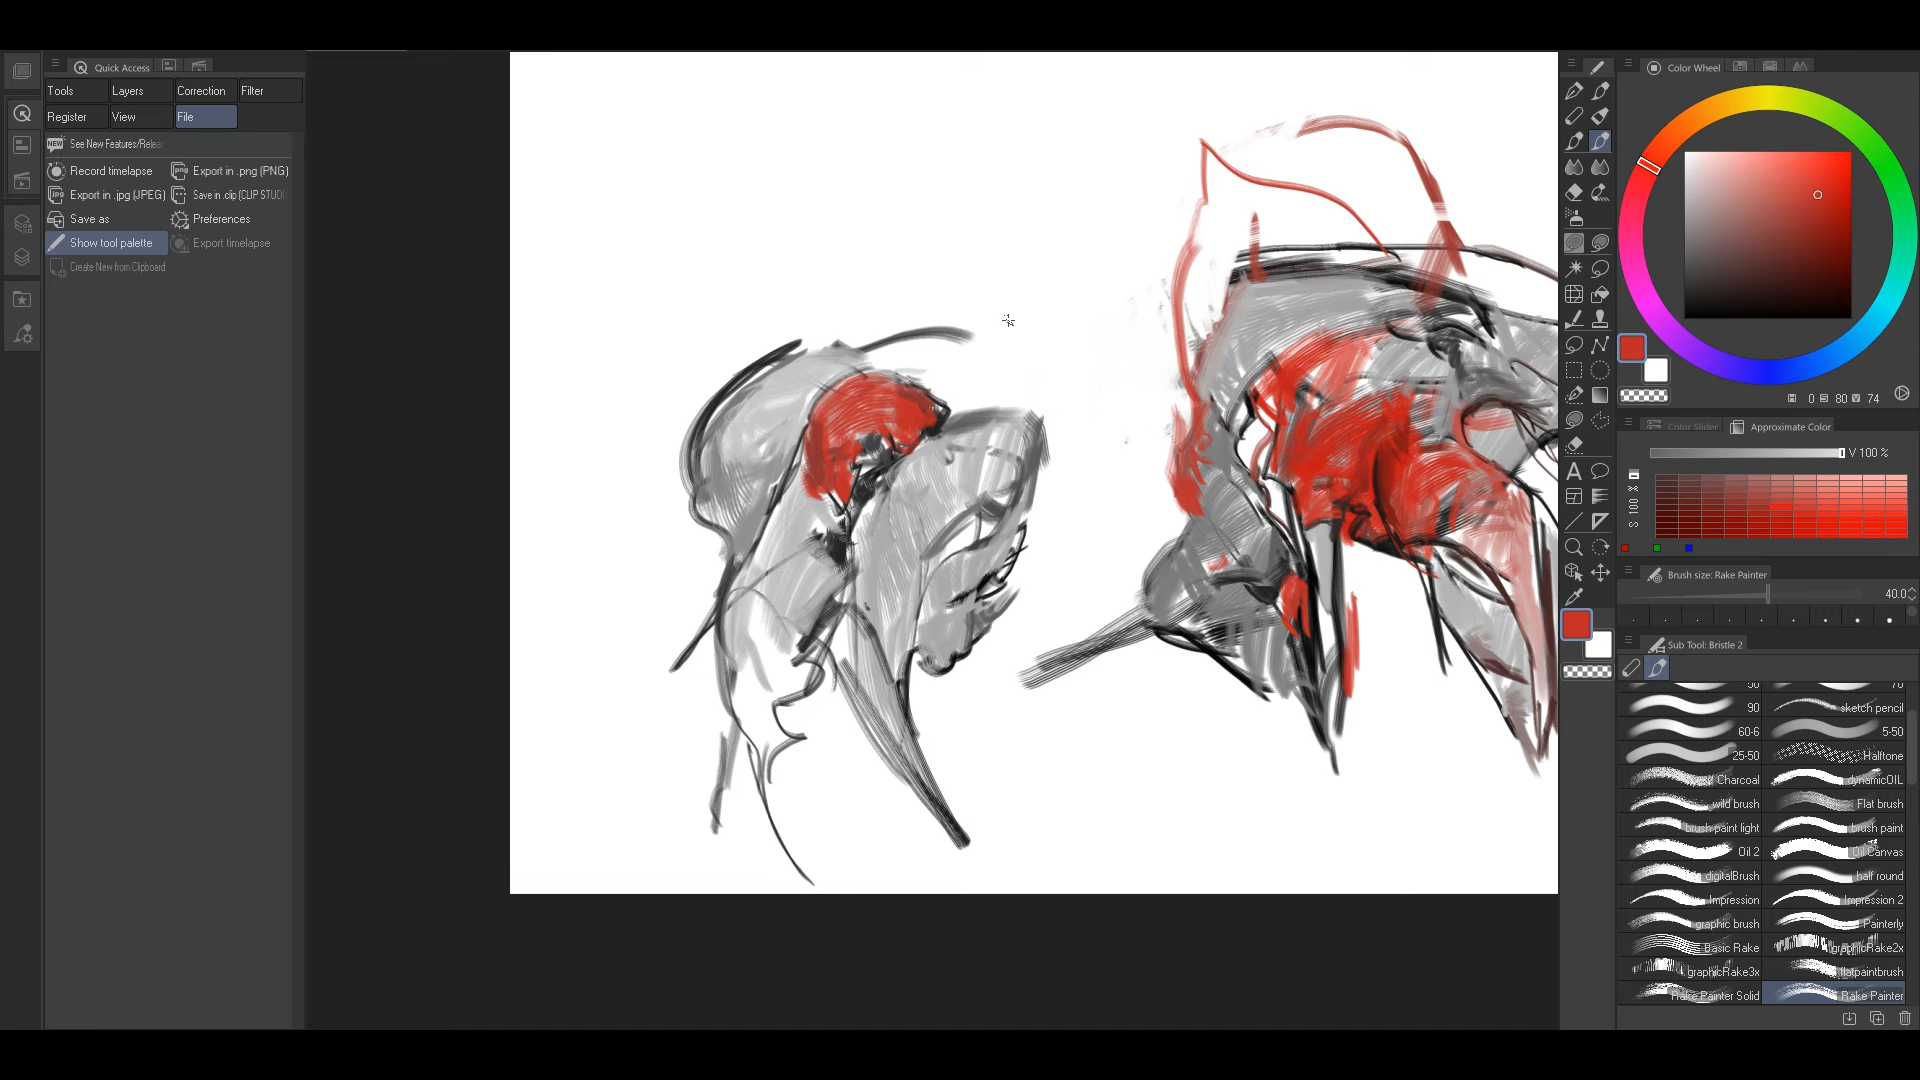 Quick Access
Color Wheel
Tools
Layers
Correction
Filter
Register
View
File
NEW
See New Features/Relea
Record timelapse
Export in .png (PNG)
Export in .jpg (JPEG)
Save in .clip (CLIP STUDI
Save as
Preferences
Show tool palette
Export timelapse
Create New from Clipboard
0 80 74
Color Slider
Approximate Color
V 100 %
S 100 %
Brush size: Rake Painter
40.0
Sub Tool: Bristle 2
50
70
90
sketch pencil
60-6
5-50
25-50
Halftone
Charcoal
dynamicOIL
wild brush
Flat brush
brush paint light
brush paint
Oil 2
Oil Canvas
digitalBrush
half round
Impression
Impression 2
graphic brush
Painterly
Basic Rake
graphicRake2x
graphicRake3x
flatpaintbrush
Rake Painter Solid
Rake Painter